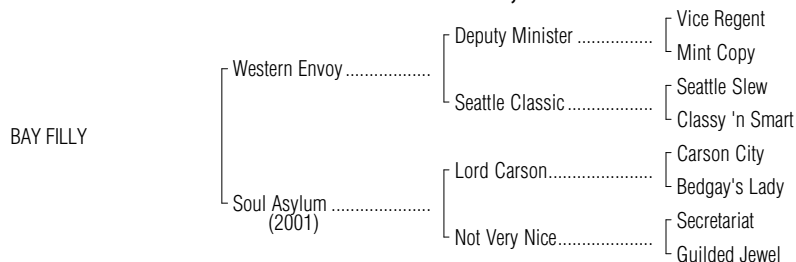 Vice Regent
Deputy Minister ................
Mint Copy
Western Envoy ..................
Seattle Slew
Seattle Classic ..................
Classy 'n Smart
BAY FILLY
Carson City
Lord Carson......................
Bedgay's Lady
Soul Asylum .....................
(2001)
Secretariat
Not Very Nice....................
Guilded Jewel